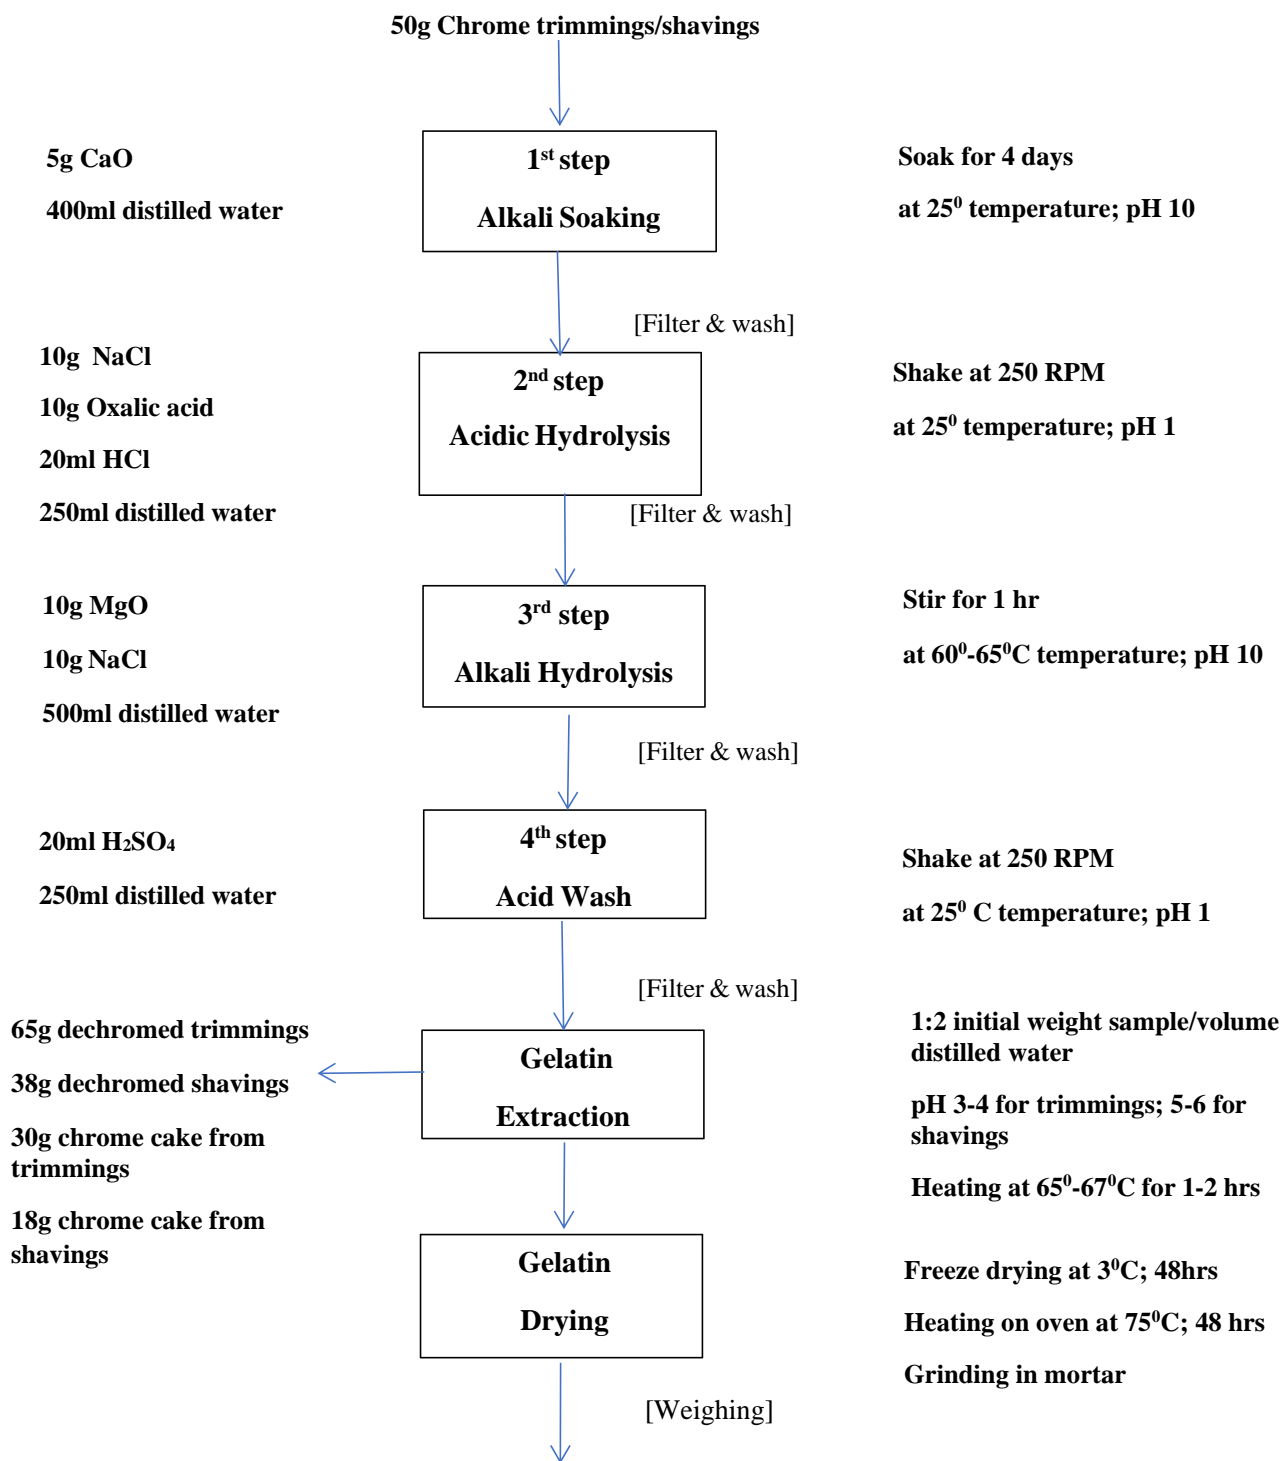 50g Chrome trimmings/shavings
5g CaO
400ml distilled water
1st step
Alkali Soaking
Soak for 4 days
at 25⁰ temperature; pH 10
[Filter & wash]
10g NaCl
10g Oxalic acid
20ml HCl
250ml distilled water
2nd step
Acidic Hydrolysis
Shake at 250 RPM
at 25⁰ temperature; pH 1
[Filter & wash]
10g MgO
10g NaCl
500ml distilled water
3rd step
Alkali Hydrolysis
Stir for 1 hr
at 60⁰-65⁰C temperature; pH 10
[Filter & wash]
20ml H₂SO₄
250ml distilled water
4th step
Acid Wash
Shake at 250 RPM
at 25⁰ C temperature; pH 1
[Filter & wash]
65g dechromed trimmings
38g dechromed shavings
30g chrome cake from
trimmings
18g chrome cake from
shavings
Gelatin
Extraction
1:2 initial weight sample/volume
distilled water
pH 3-4 for trimmings; 5-6 for
shavings
Heating at 65⁰-67⁰C for 1-2 hrs
Gelatin
Drying
Freeze drying at 3⁰C; 48hrs
Heating on oven at 75⁰C; 48 hrs
Grinding in mortar
[Weighing]